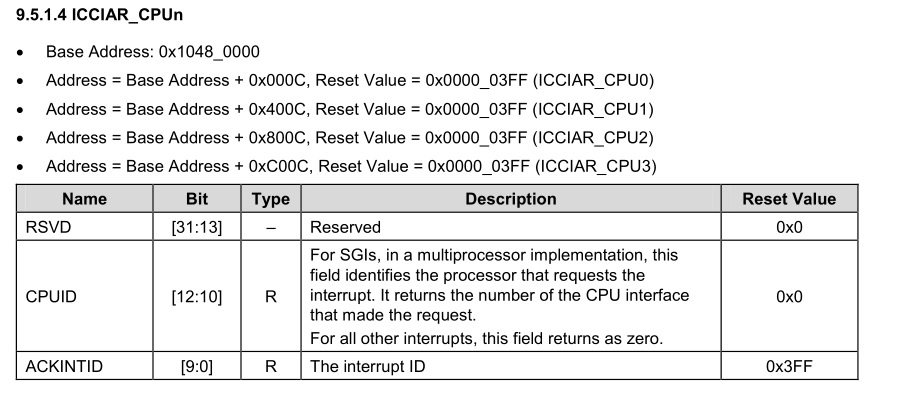 9.5.1.4 ICCIAR_CPUn
• Base Address: 0x1048_0000
• Address = Base Address + 0x000C, Reset Value = 0x0000_03FF (ICCIAR_CPU0)
• Address = Base Address + 0x400C, Reset Value = 0x0000_03FF (ICCIAR_CPU1)
• Address = Base Address + 0x800C, Reset Value = 0x0000_03FF (ICCIAR_CPU2)
• Address = Base Address + 0xC00C, Reset Value = 0x0000_03FF (ICCIAR_CPU3)
Name Bit Type Description Reset Value
RSVD [31:13] – Reserved 0x0
For SGIs, in a multiprocessor implementation, this
field identifies the processor that requests the
CPUID [12:10] R interrupt. It returns the number of the CPU interface 0x0
that made the request.
For all other interrupts, this field returns as zero.
ACKINTID [9:0] R The interrupt ID 0x3FF